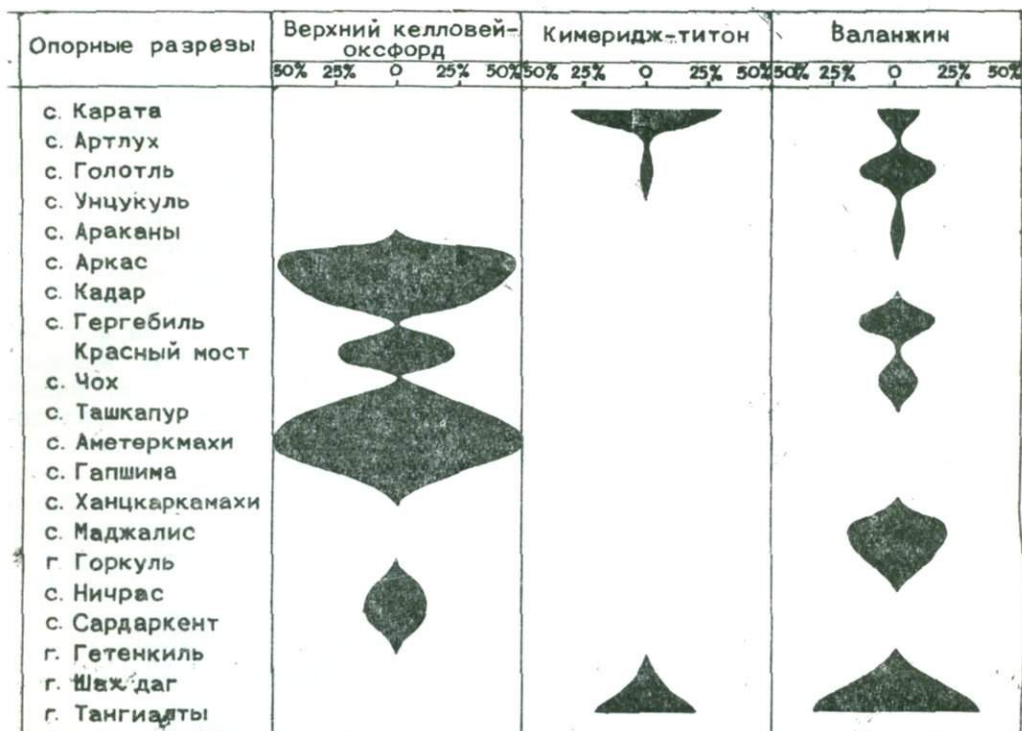 Опорные разрезы
Верхний келловей-
оксфорд
Кимеридж-титон
Валанжин
50% 25% 0 25% 50% 50% 25% 0 25% 50% 50% 25% 0 25% 50%
с. Карата
с. Артлух
с. Голотль
с. Унцукуль
с. Араканы
с. Аркас
с. Кадар
с. Гергебиль
Красный мост
с. Чох
с. Ташкапур
с. Аметеркмахи
с. Гапшима
с. Ханцкаркамахи
с. Маджалис
г. Горкуль
с. Ничрас
с. Сардаркент
г. Гетенкиль
г. Шах даг
г. Тангиалты